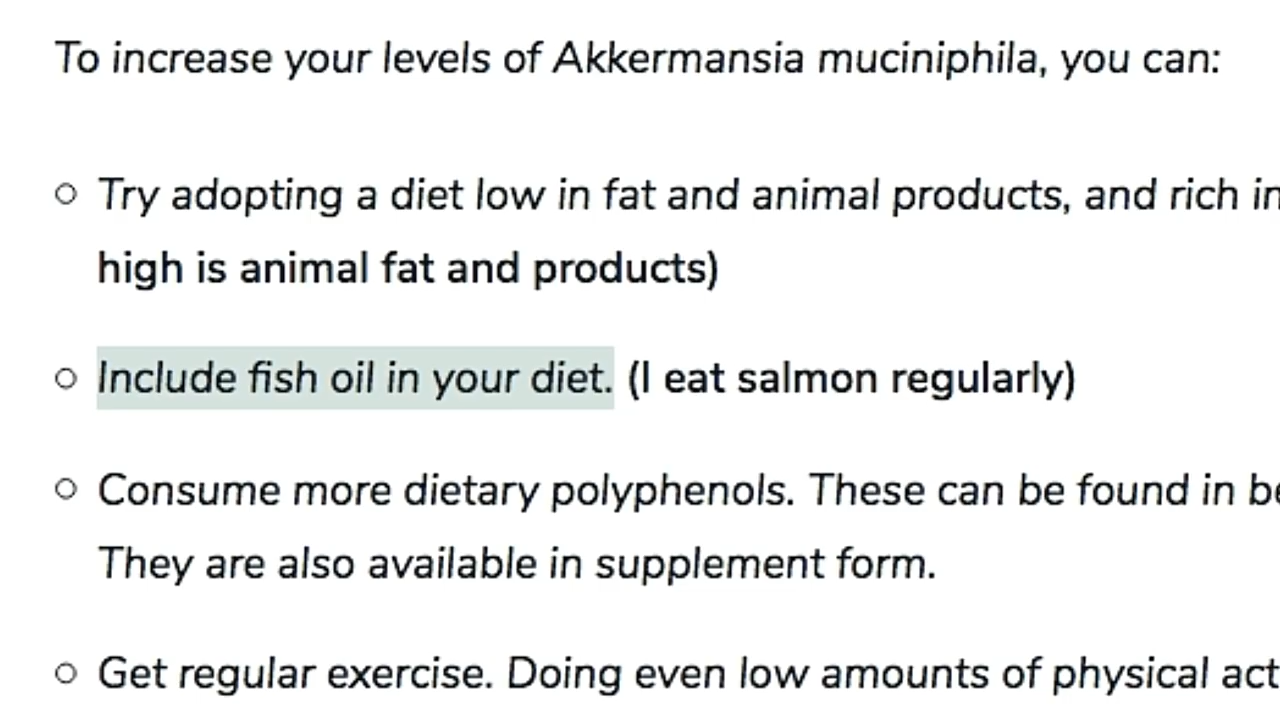 To increase your levels of Akkermansia muciniphila, you can:
Try adopting a diet low in fat and animal products, and rich in
high is animal fat and products)
Include fish oil in your diet. (I eat salmon regularly)
Consume more dietary polyphenols. These can be found in
They are also available in supplement form.
Get regular exercise. Doing even low amounts of physical